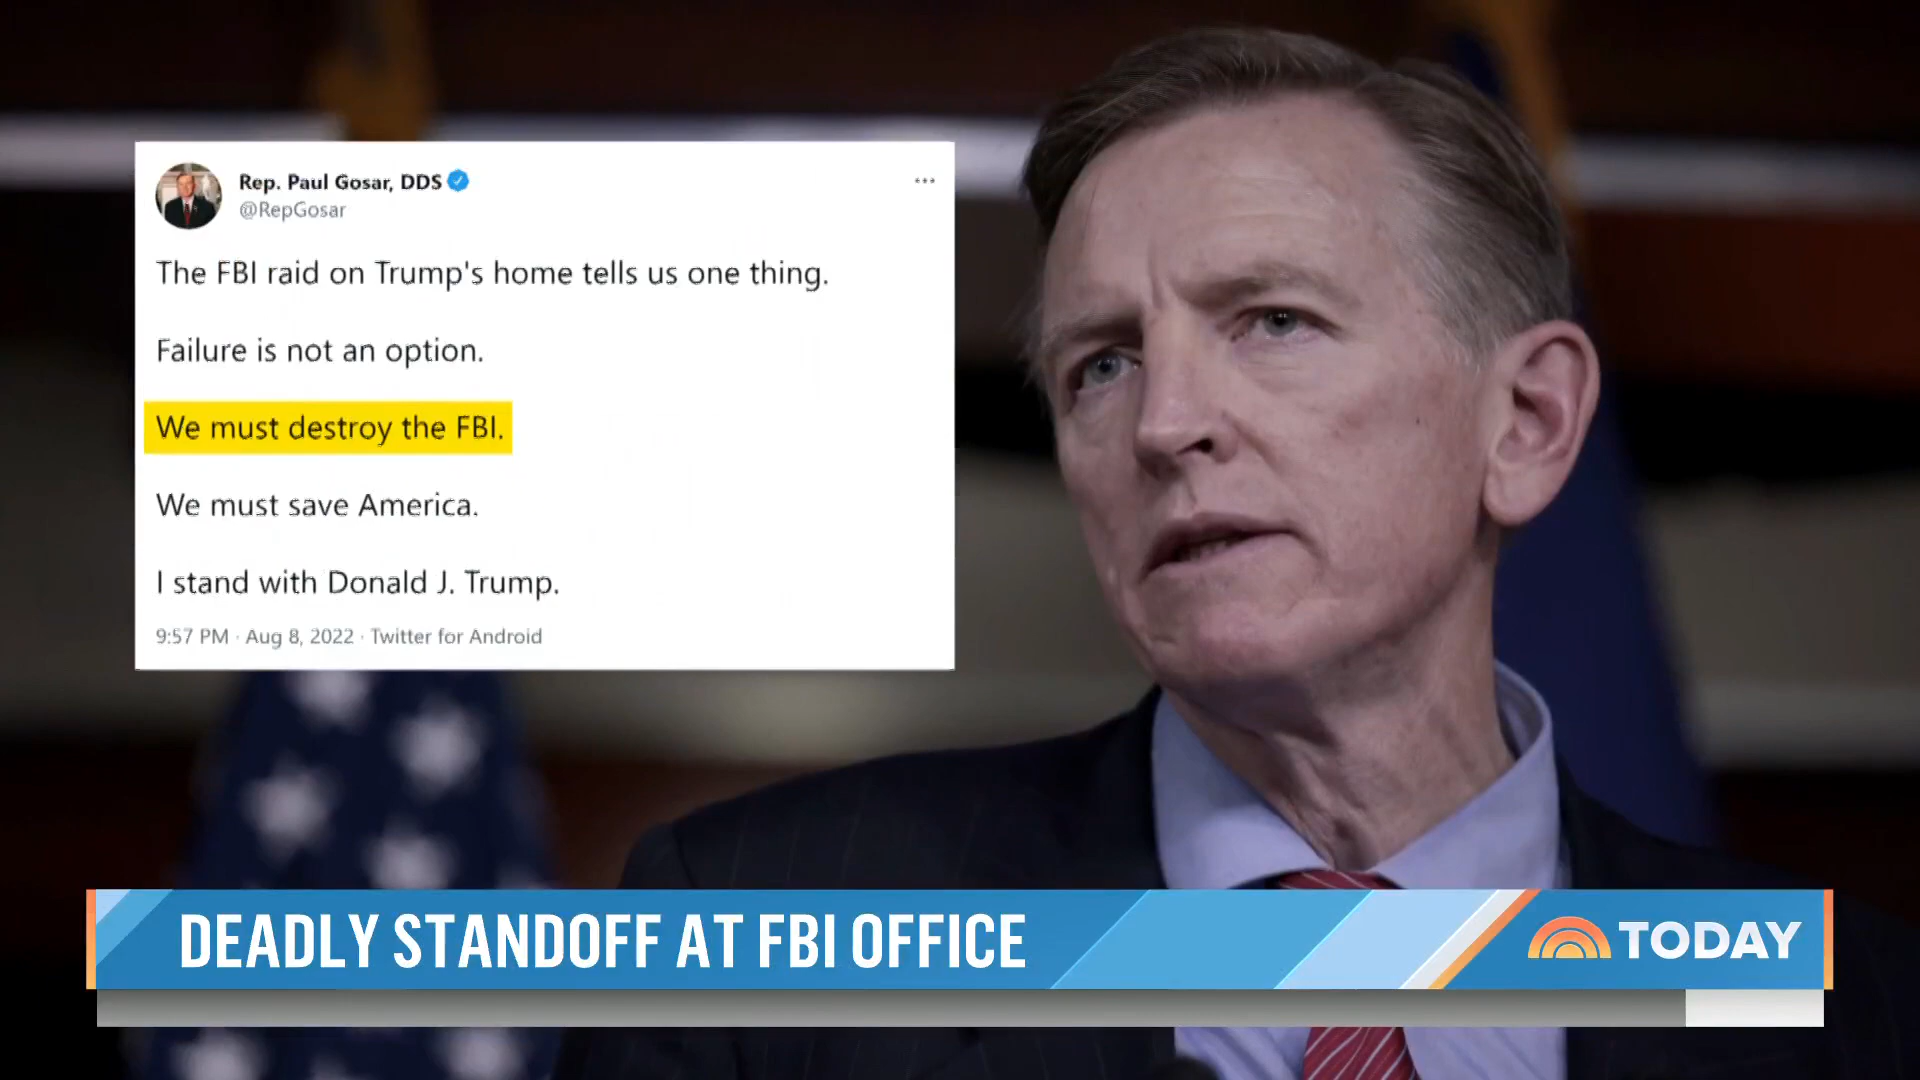 Rep. Paul Gosar, DDS
@RepGosar
The FBI raid on Trump's home tells us one thing.
Failure is not an option.
We must destroy the FBI.
We must save America.
I stand with Donald J. Trump.
9:57 PM · Aug 8, 2022 · Twitter for Android
DEADLY STANDOFF AT FBI OFFICE
TODAY